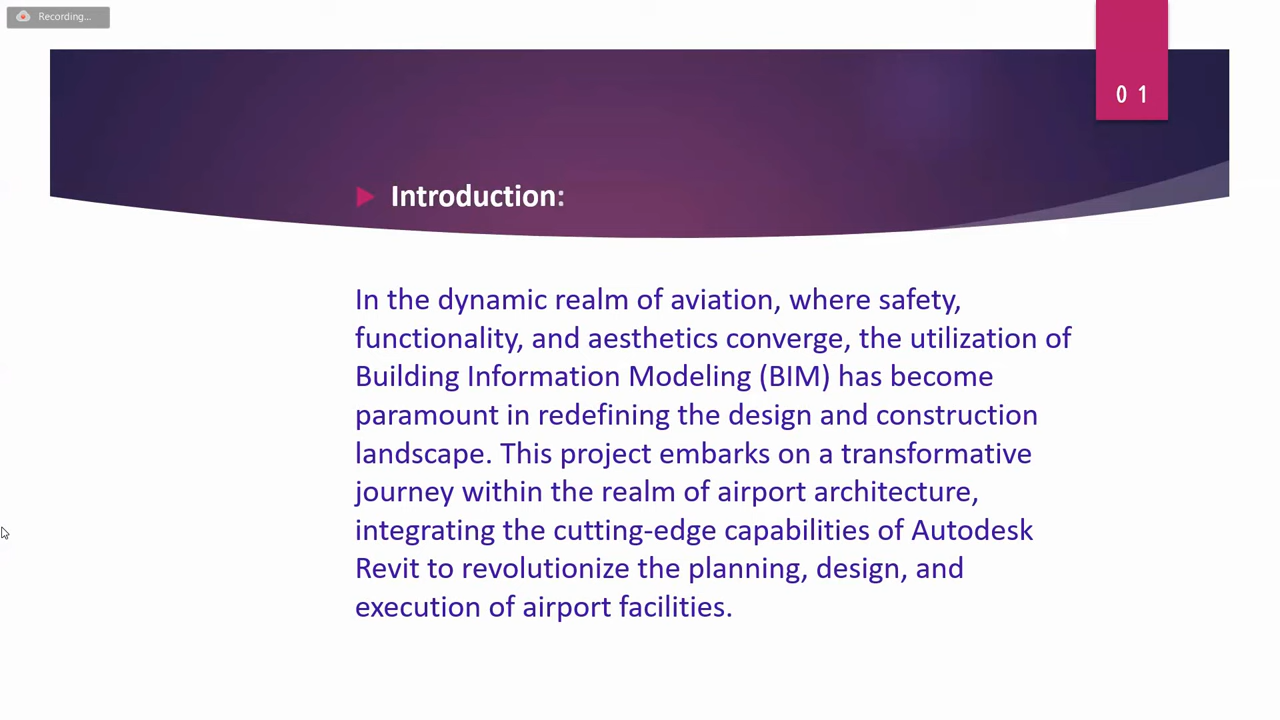 Recording...
0 1
Introduction:
In the dynamic realm of aviation, where safety,
functionality, and aesthetics converge, the utilization of
Building Information Modeling (BIM) has become
paramount in redefining the design and construction
landscape. This project embarks on a transformative
journey within the realm of airport architecture,
integrating the cutting-edge capabilities of Autodesk
Revit to revolutionize the planning, design, and
execution of airport facilities.